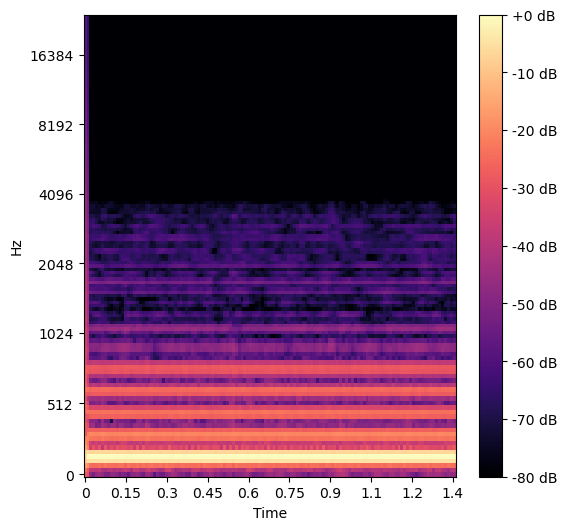 +0 dB
16384
-10 dB
8192
-20 dB
4096
-30 dB
Hz
-40 dB
2048
-50 dB
1024
-60 dB
512
-70 dB
0
-80 dB
0 0.15 0.3 0.45 0.6 0.75 0.9 1.1 1.2 1.4
Time